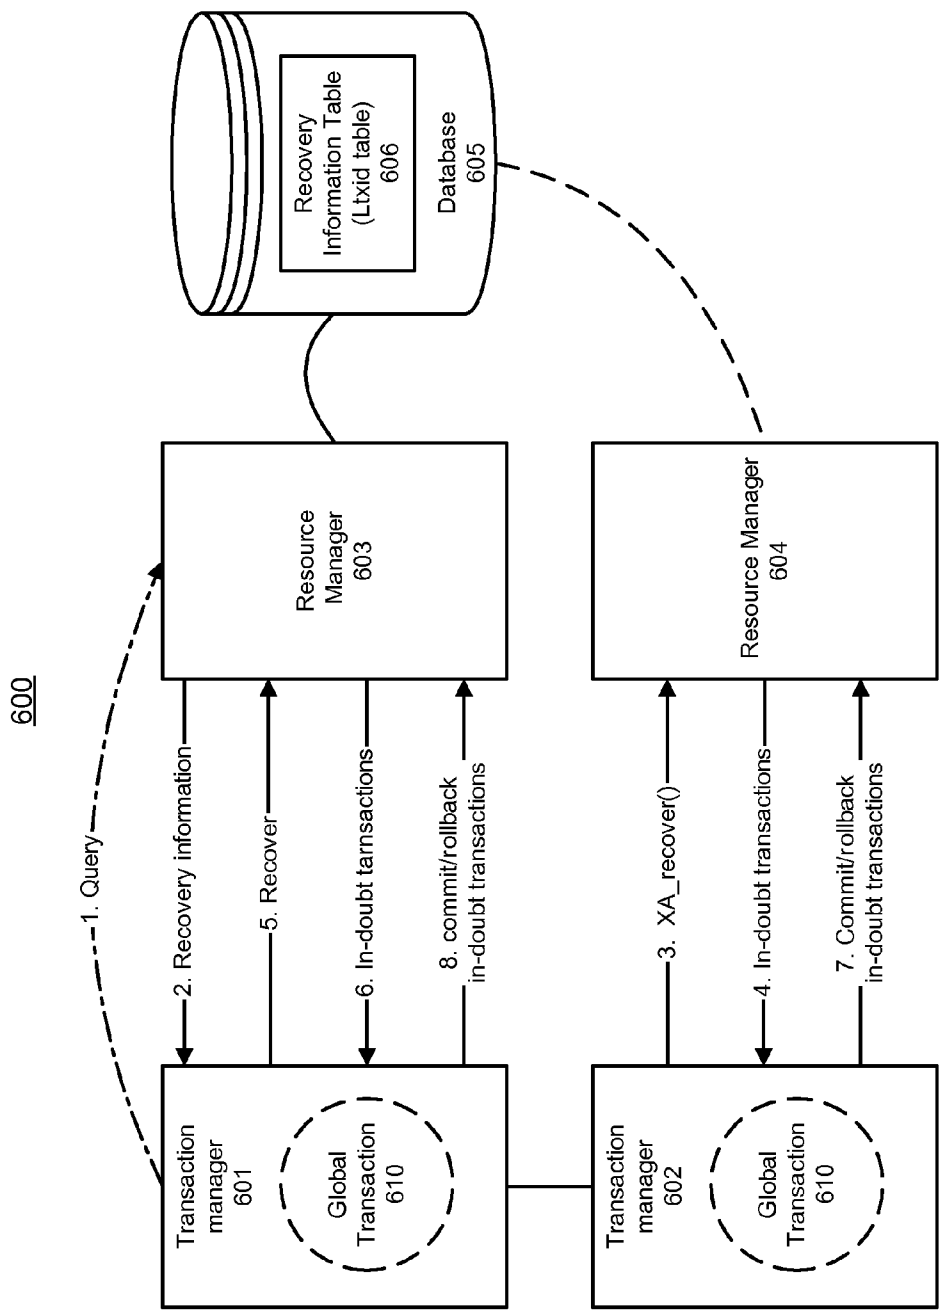 600
1. Query
Transaction
manager
601
Global
Transaction
610
2. Recovery information
5. Recover
6. In-doubt tarnsactions
8. commit/rollback
in-doubt transactions
Resource
Manager
603
Recovery
Information Table
(Ltxid table)
606
Database
605
Transaction
manager
602
Global
Transaction
610
3. XA_recover()
4. In-doubt transactions
7. Commit/rollback
in-doubt transactions
Resource Manager
604